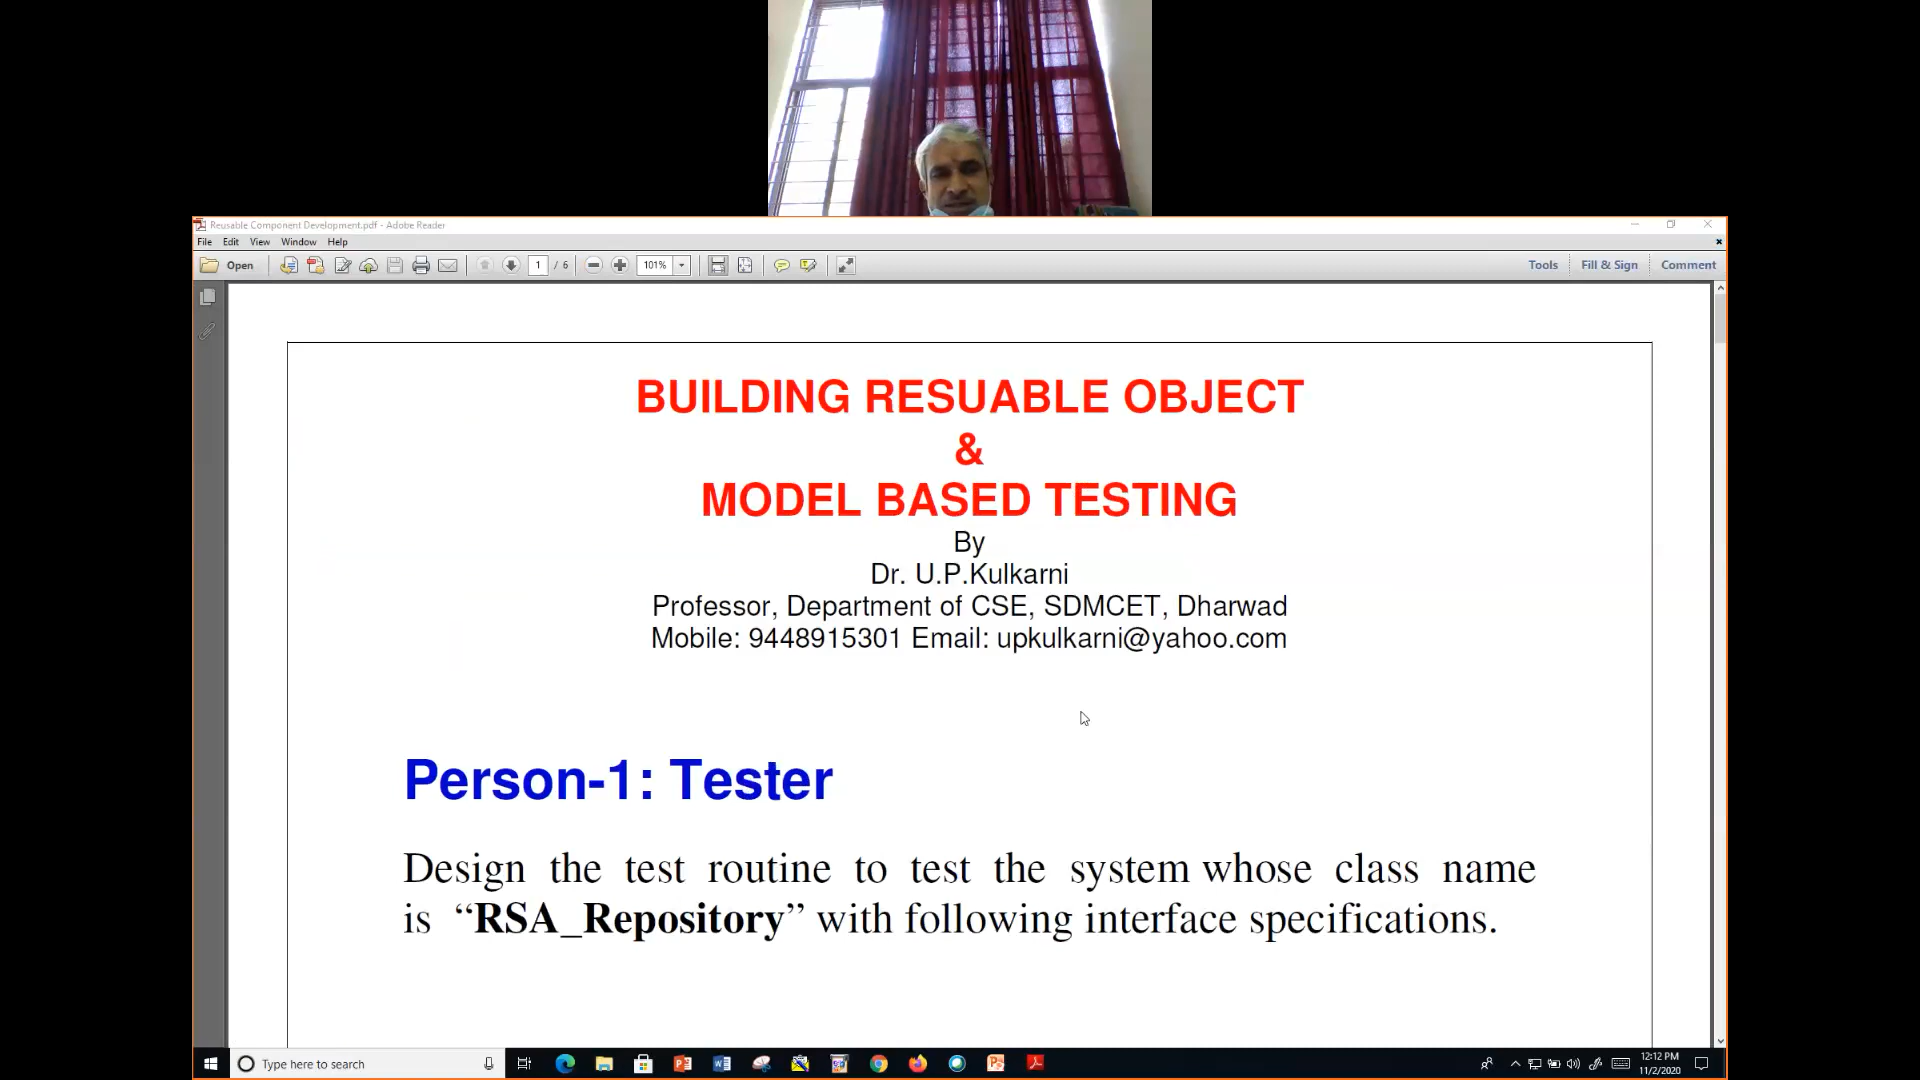 Reusable Component Development.pdf - Adobe Reader
File Edit View Window Help
Open 1 / 6 101% Tools Fill & Sign Comment
BUILDING RESUABLE OBJECT
&
MODEL BASED TESTING
By
Dr. U.P.Kulkarni
Professor, Department of CSE, SDMCET, Dharwad
Mobile: 9448915301 Email: upkulkarni@yahoo.com
Person-1: Tester
Design the test routine to test the system whose class name
is “RSA_Repository” with following interface specifications.
Type here to search
12:12 PM
11/2/2020